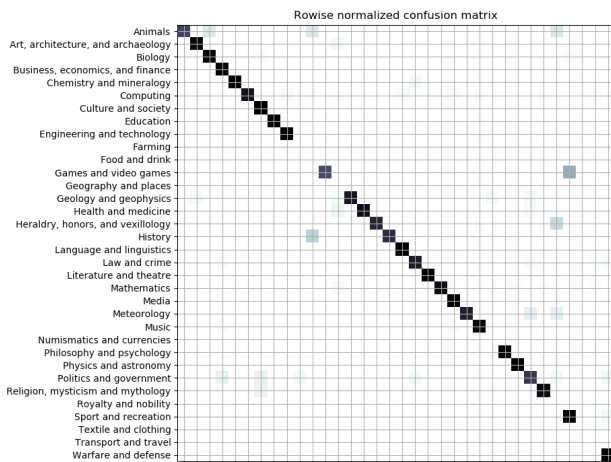 Rowise normalized confusion matrix
Animals
Art, architecture, and archaeology
Biology
Business, economics, and finance
Chemistry and mineralogy
Computing
Culture and society
Education
Engineering and technology
Farming
Food and drink
Games and video games
Geography and places
Geology and geophysics
Health and medicine
Heraldry, honors, and vexillology
History
Language and linguistics
Law and crime
Literature and theatre
Mathematics
Media
Meteorology
Music
Numismatics and currencies
Philosophy and psychology
Physics and astronomy
Politics and government
Religion, mysticism and mythology
Royalty and nobility
Sport and recreation
Textile and clothing
Transport and travel
Warfare and defense